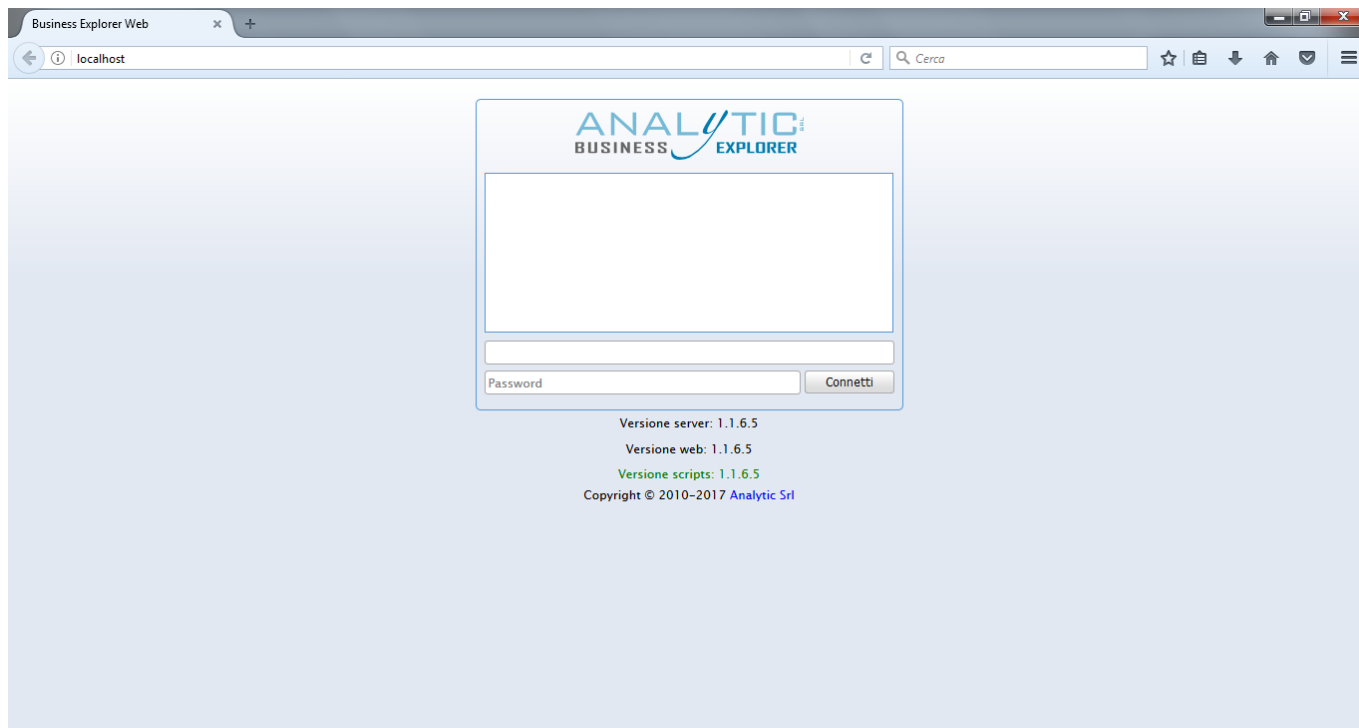 Business Explorer Web
localhost
Cerca
ANALYTIC SRL
BUSINESS EXPLORER
Password
Connetti
Versione server: 1.1.6.5
Versione web: 1.1.6.5
Versione scripts: 1.1.6.5
Copyright © 2010-2017 Analytic Srl